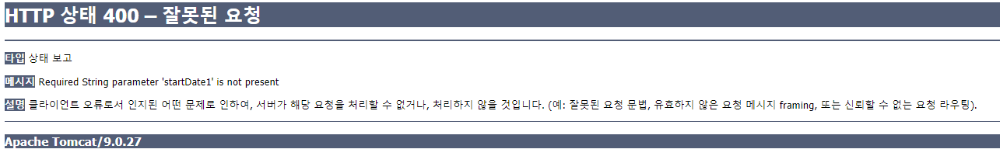 HTTP 상태 400 – 잘못된 요청
타입 상태 보고
메시지 Required String parameter 'startDate1' is not present
설명 클라이언트 오류로서 인지된 어떤 문제로 인하여, 서버가 해당 요청을 처리할 수 없거나, 처리하지 않을 것입니다. (예: 잘못된 요청 문법, 유효하지 않은 요청 메시지 framing, 또는 신뢰할 수 없는 요청 라우팅).
Apache Tomcat/9.0.27